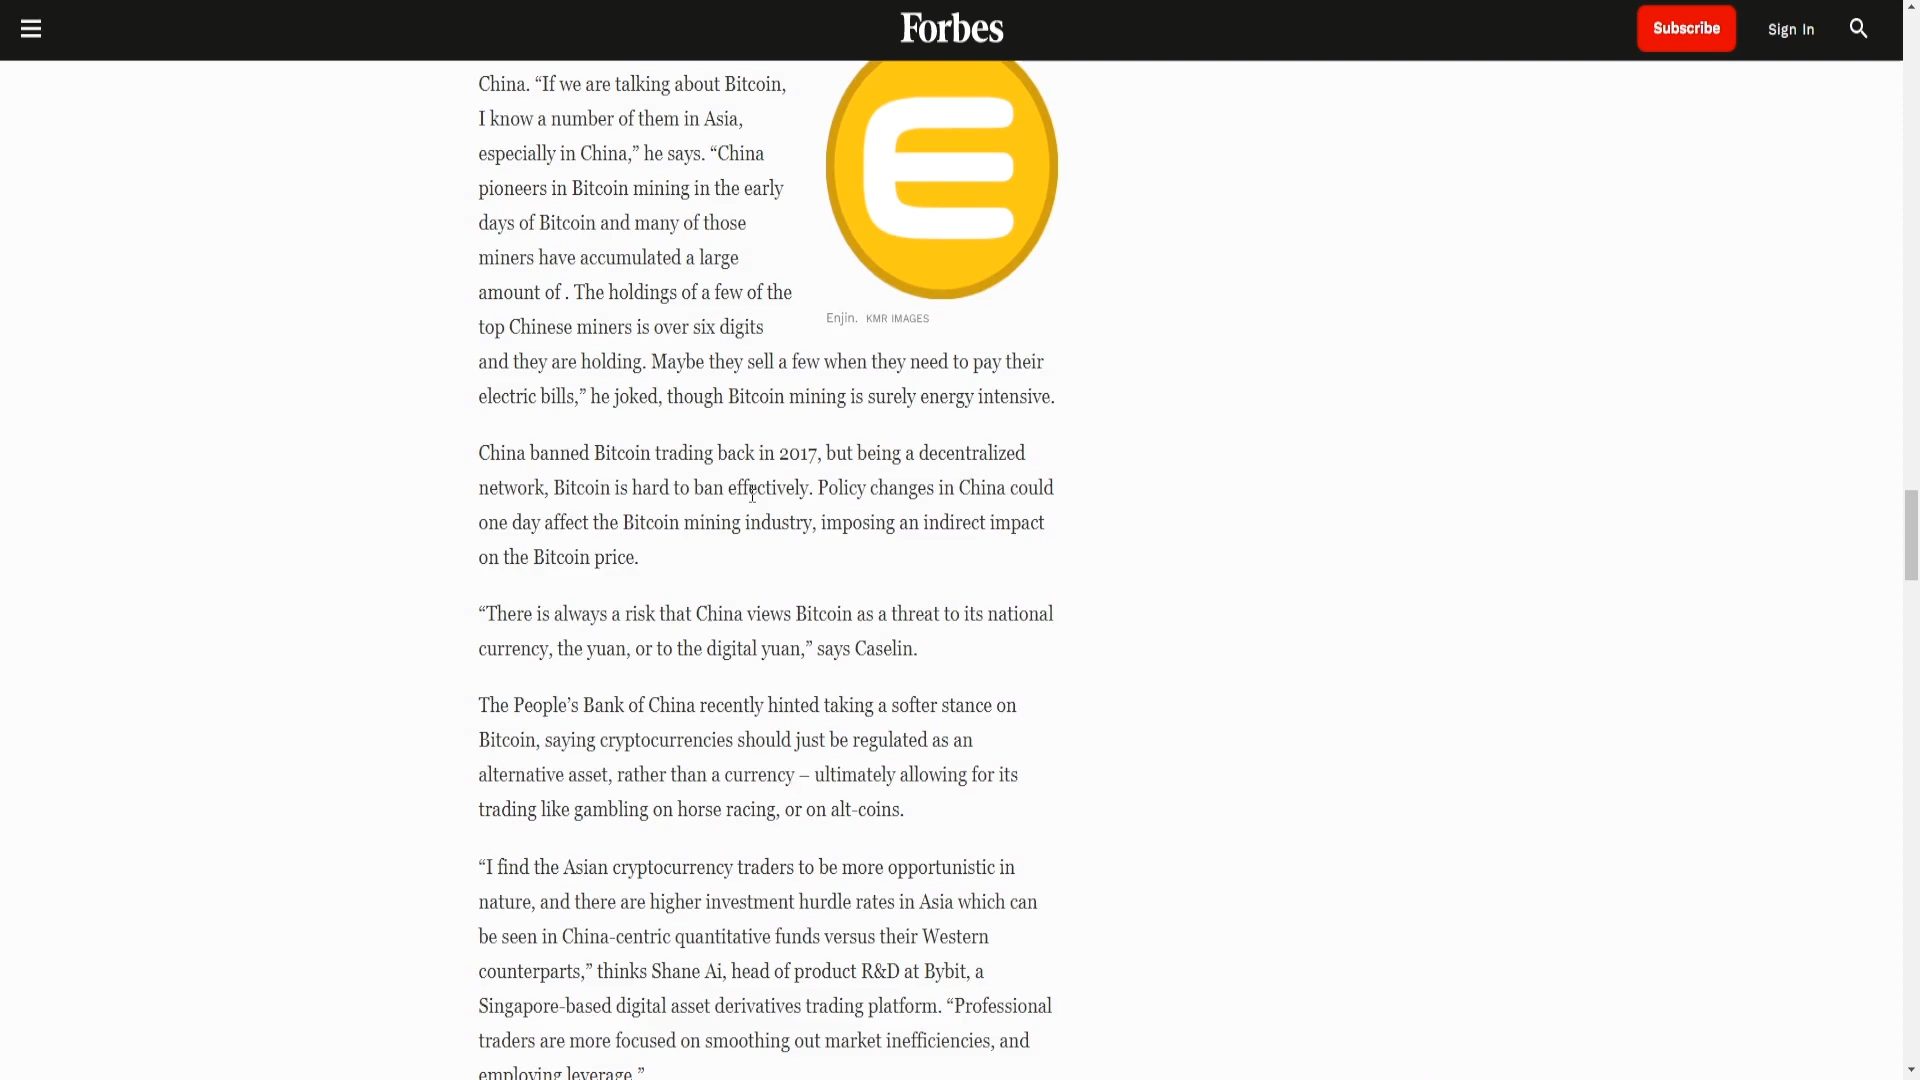 Forbes
Subscribe
Sign In
China. “If we are talking about Bitcoin,
I know a number of them in Asia,
especially in China,” he says. “China
pioneers in Bitcoin mining in the early
days of Bitcoin and many of those
miners have accumulated a large
amount of . The holdings of a few of the
top Chinese miners is over six digits
and they are holding. Maybe they sell a few when they need to pay their
electric bills,” he joked, though Bitcoin mining is surely energy intensive.
Enjin. KMR IMAGES
China banned Bitcoin trading back in 2017, but being a decentralized
network, Bitcoin is hard to ban effectively. Policy changes in China could
one day affect the Bitcoin mining industry, imposing an indirect impact
on the Bitcoin price.
“There is always a risk that China views Bitcoin as a threat to its national
currency, the yuan, or to the digital yuan,” says Caselin.
The People’s Bank of China recently hinted taking a softer stance on
Bitcoin, saying cryptocurrencies should just be regulated as an
alternative asset, rather than a currency – ultimately allowing for its
trading like gambling on horse racing, or on alt-coins.
“I find the Asian cryptocurrency traders to be more opportunistic in
nature, and there are higher investment hurdle rates in Asia which can
be seen in China-centric quantitative funds versus their Western
counterparts,” thinks Shane Ai, head of product R&D at Bybit, a
Singapore-based digital asset derivatives trading platform. “Professional
traders are more focused on smoothing out market inefficiencies, and
employing leverage.”